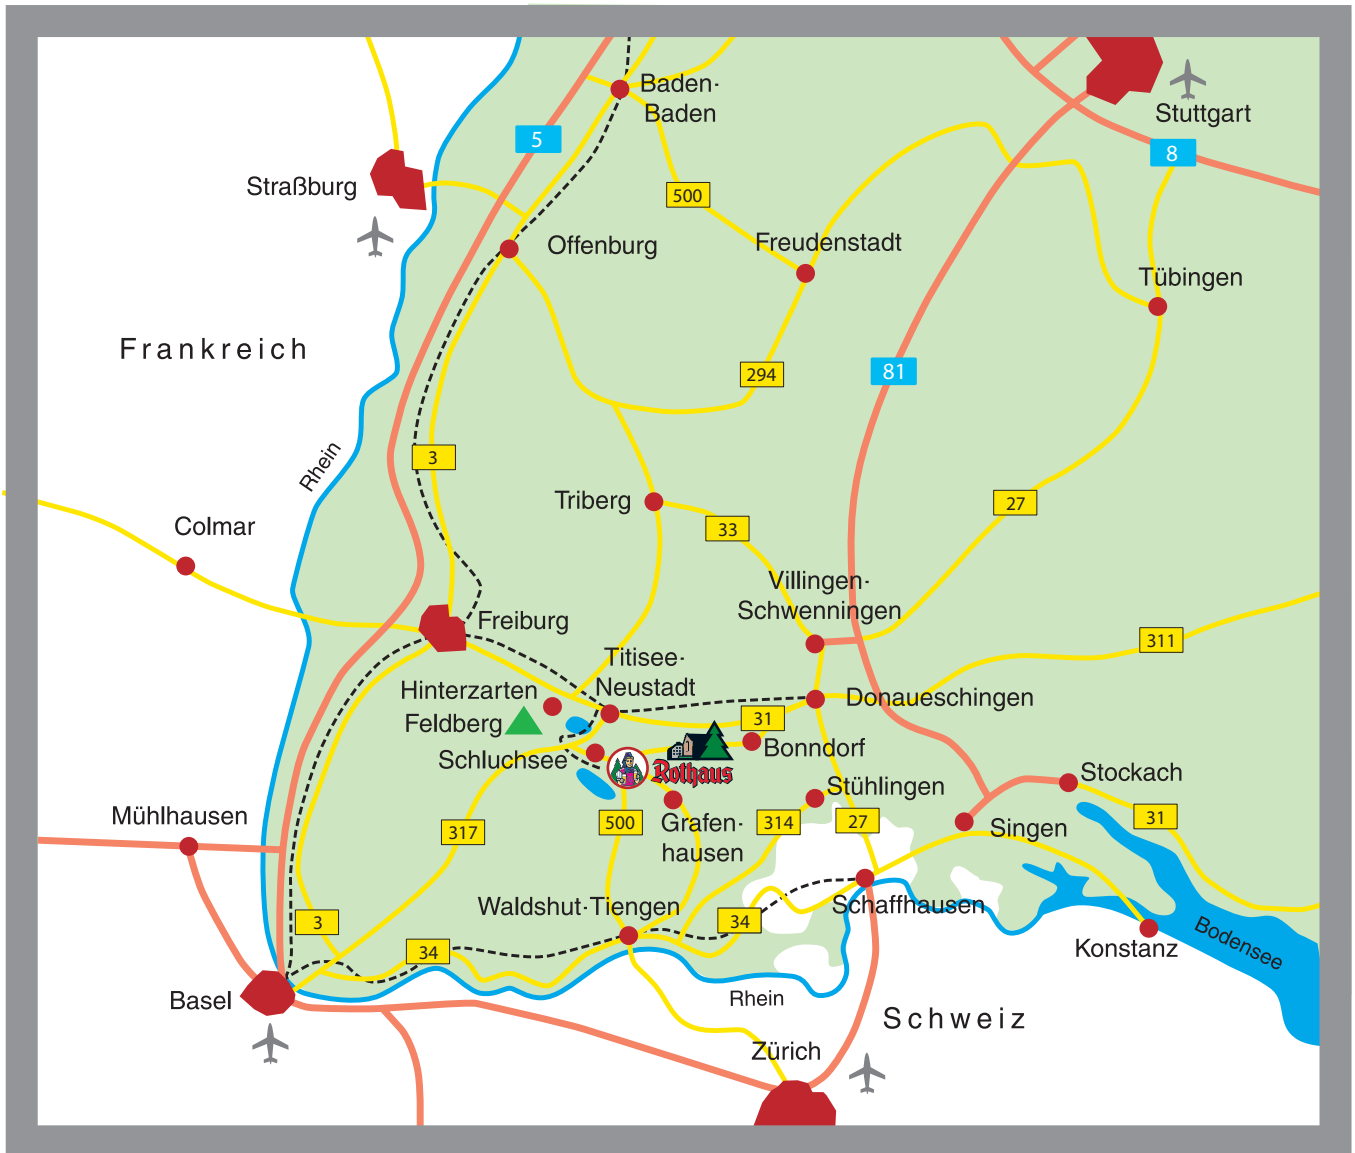 Baden-
Baden
Stuttgart
5
8
Straßburg
500
Offenburg
Freudenstadt
Tübingen
Frankreich
294
81
Rhein
3
Triberg
27
Colmar
33
Villingen-
Schwenningen
Freiburg
311
Titisee-
Neustadt
Hinterzarten
Feldberg
Donaueschingen
31
Schluchsee
Rothaus
Bonndorf
Stockach
Stühlingen
Mühlhausen
317
500
Grafen-
hausen
314
27
Singen
31
Waldshut-Tiengen
Schaffhausen
3
34
34
Bodensee
Konstanz
Basel
Rhein
Schweiz
Zürich